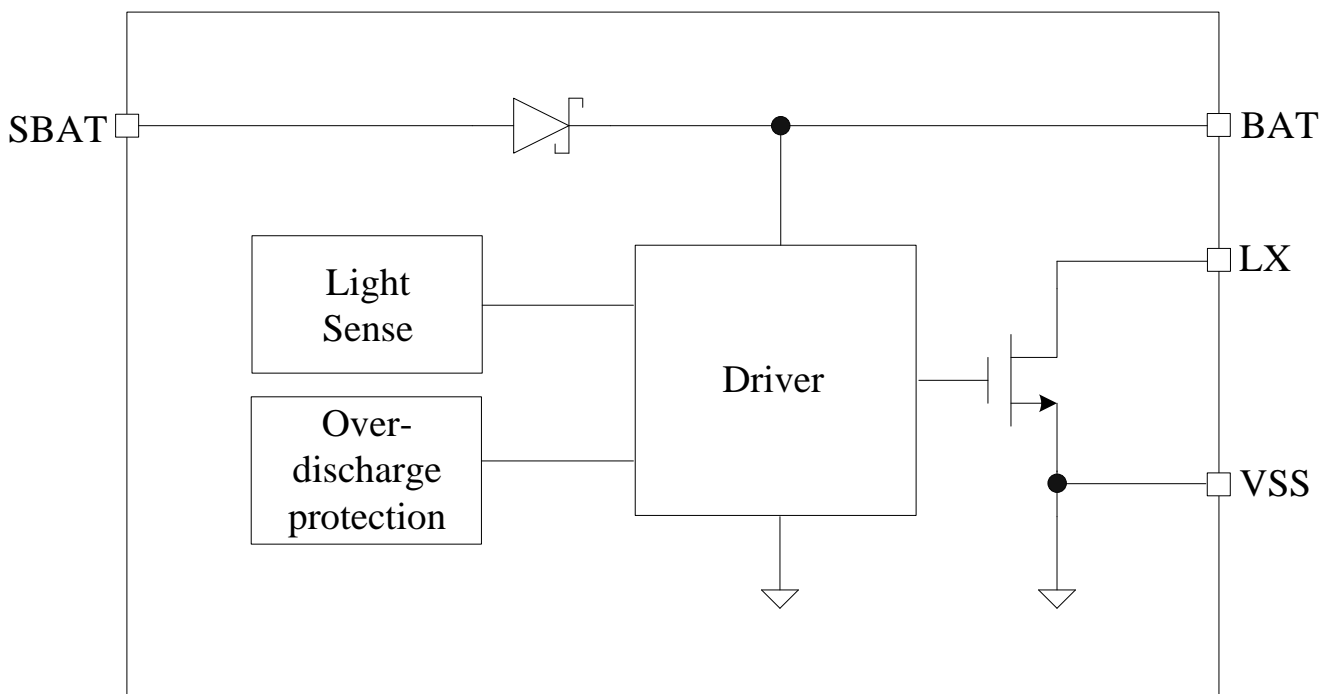 SBAT
BAT
Light
Sense
LX
Driver
Over-
discharge
protection
VSS